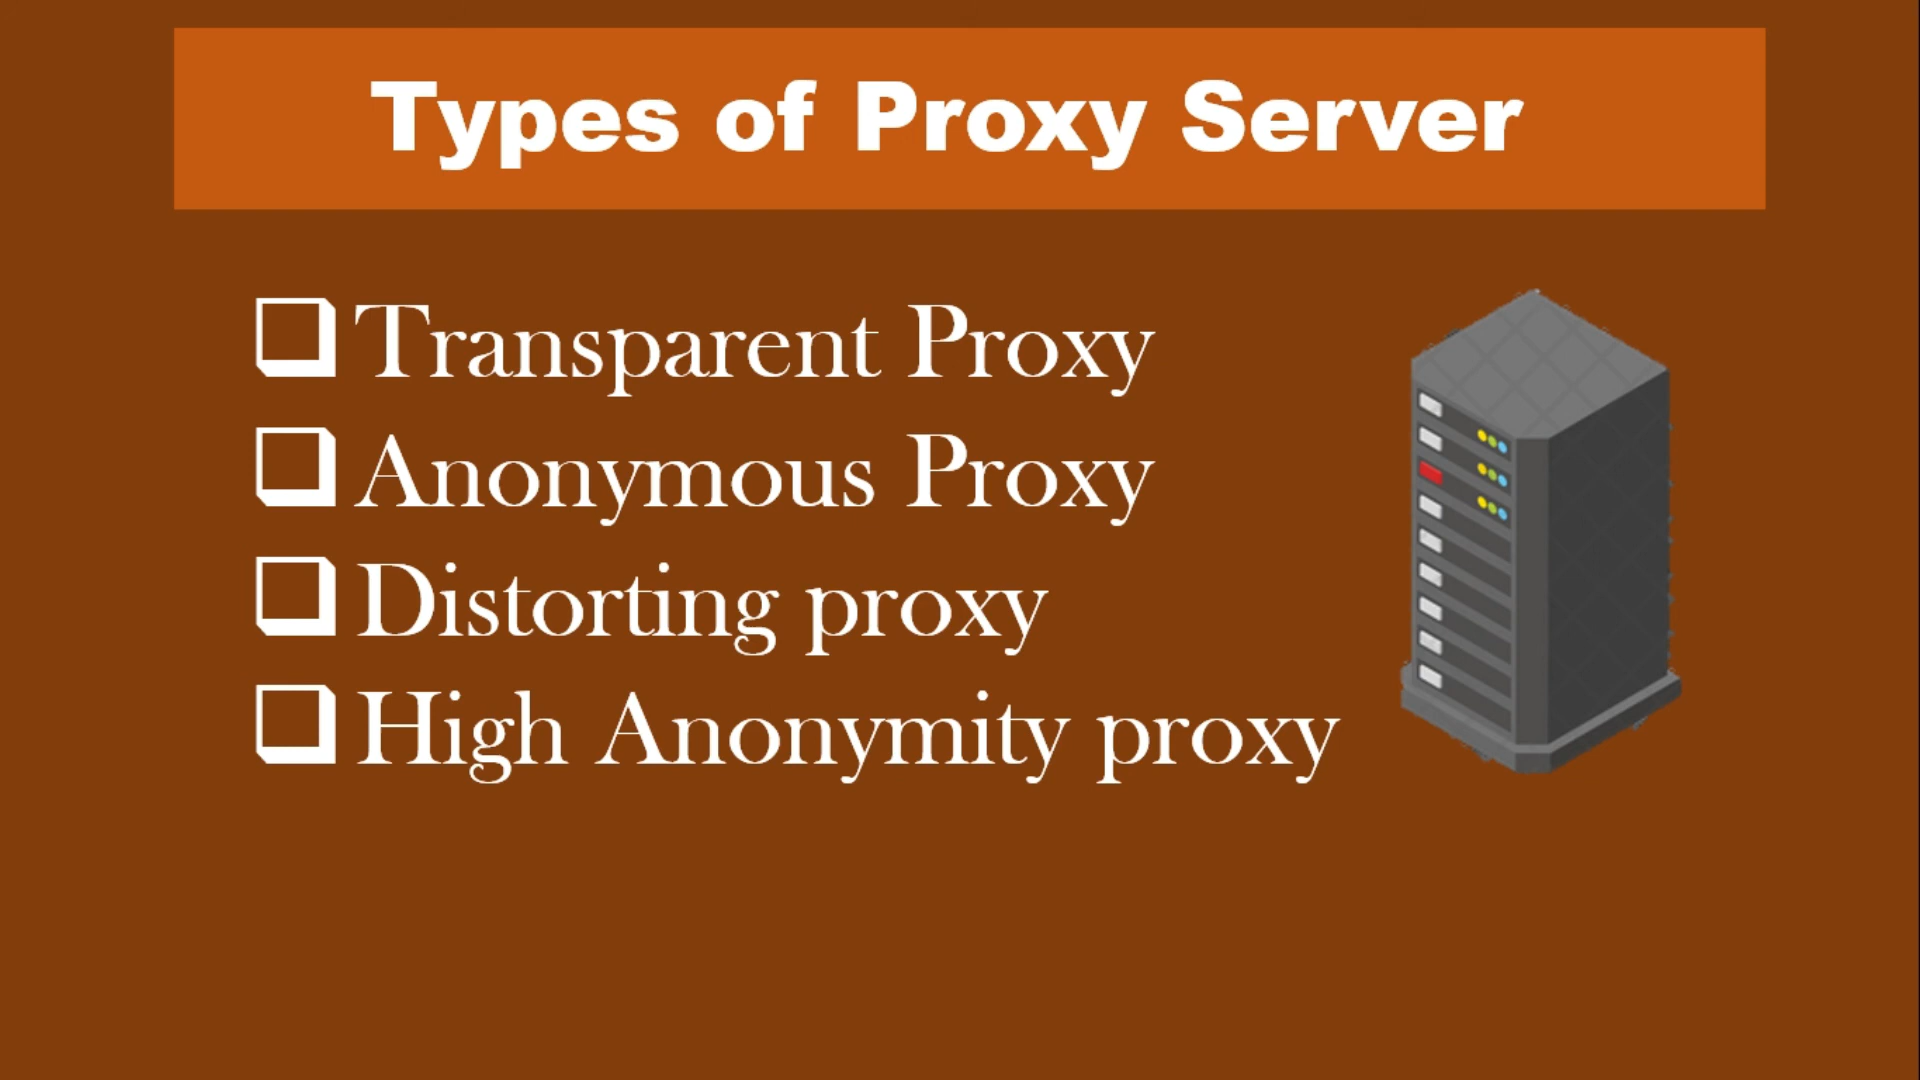 Types of Proxy Server
Transparent Proxy
Anonymous Proxy
Distorting proxy
High Anonymity proxy